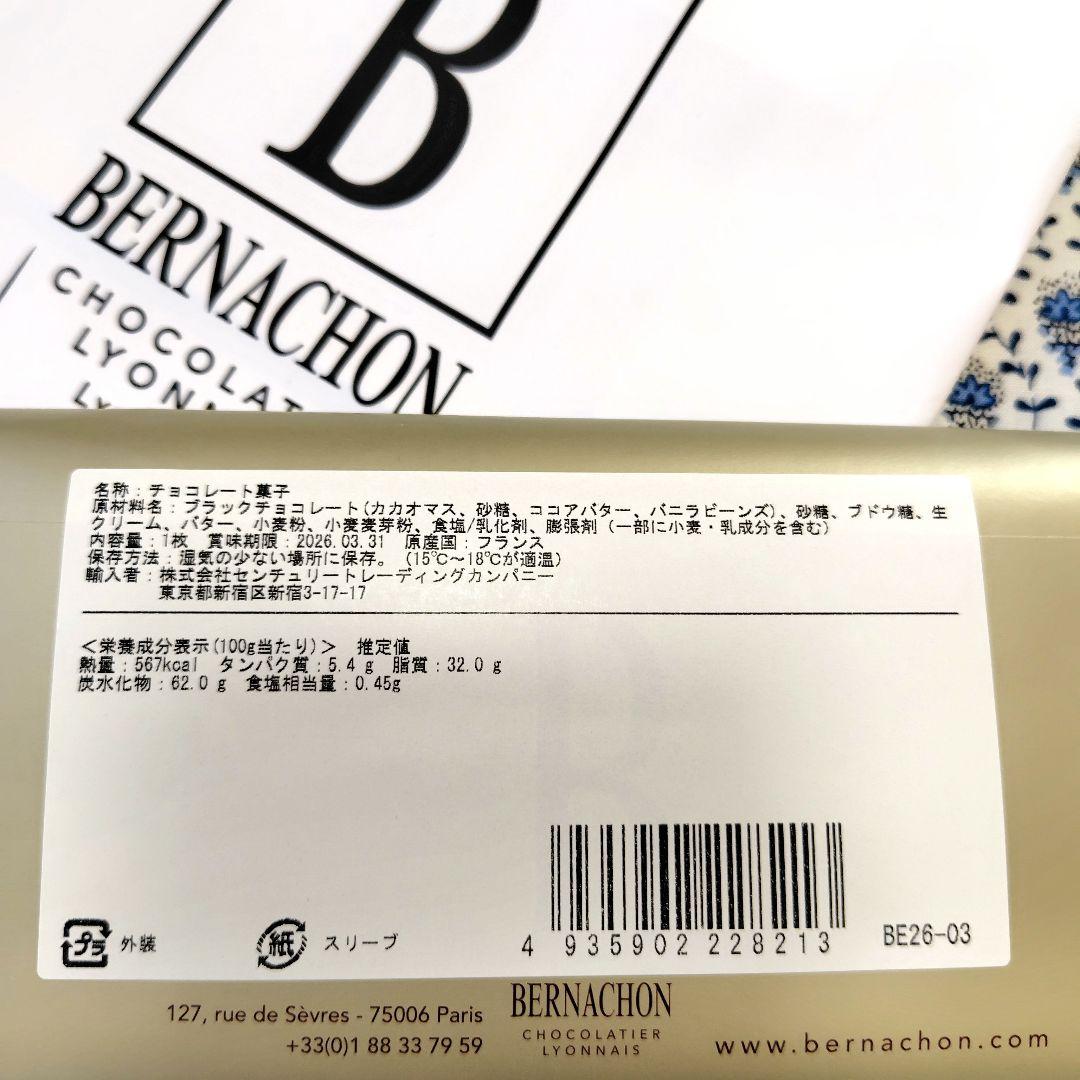 B
BERNACHON
CHOCOLAT
LYONN
名称:チョコレート菓子
原材料名:ブラックチョコレート(カカオマス、砂糖、ココアバター、バニラビーンズ)、砂糖、ブドウ糖、生
クリーム、バター、小麦粉、小麦麦芽粉、食塩/乳化剤、膨張剤 (一部に小麦・乳成分を含む)
内容量:1枚 賞味期限:2026.03.31 原産国:フランス
保存方法:湿気の少ない場所に保存。 (15℃〜18℃が適温)
輸入者:株式会社センチュリートレーディングカンパニー
東京都新宿区新宿3-17-17
<栄養成分表示(100g当たり)> 推定値
熱量:567kcal タンパク質:5.4 g 脂質:32.0 g
炭水化物:62.0 g 食塩相当量:0.45g
プラ 外装 紙 スリーブ 4 935902 228213 BE26-03
127, rue de Sèvres - 75006 Paris
+33(0)1 88 33 79 59
BERNACHON
CHOCOLATIER
LYONNAIS
www.bernachon.com